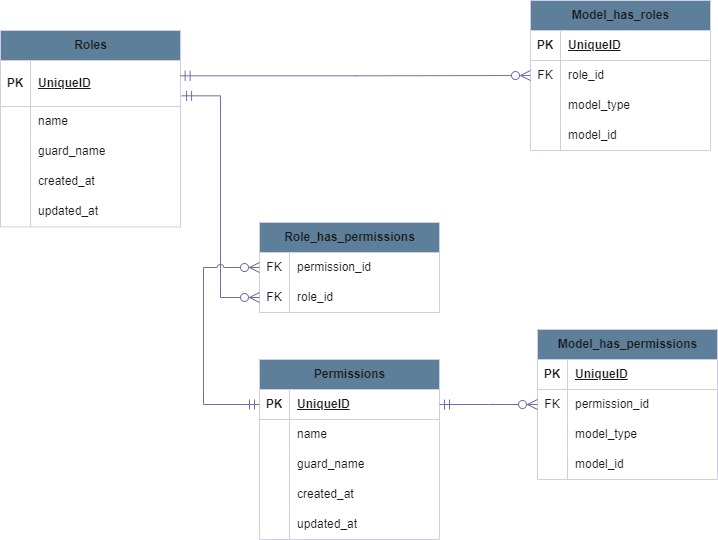 Model_has_roles
PK UniqueID
FK role_id
model_type
model_id
Roles
PK UniqueID
name
guard_name
created_at
updated_at
Role_has_permissions
FK permission_id
FK role_id
Permissions
PK UniqueID
name
guard_name
created_at
updated_at
Model_has_permissions
PK UniqueID
FK permission_id
model_type
model_id